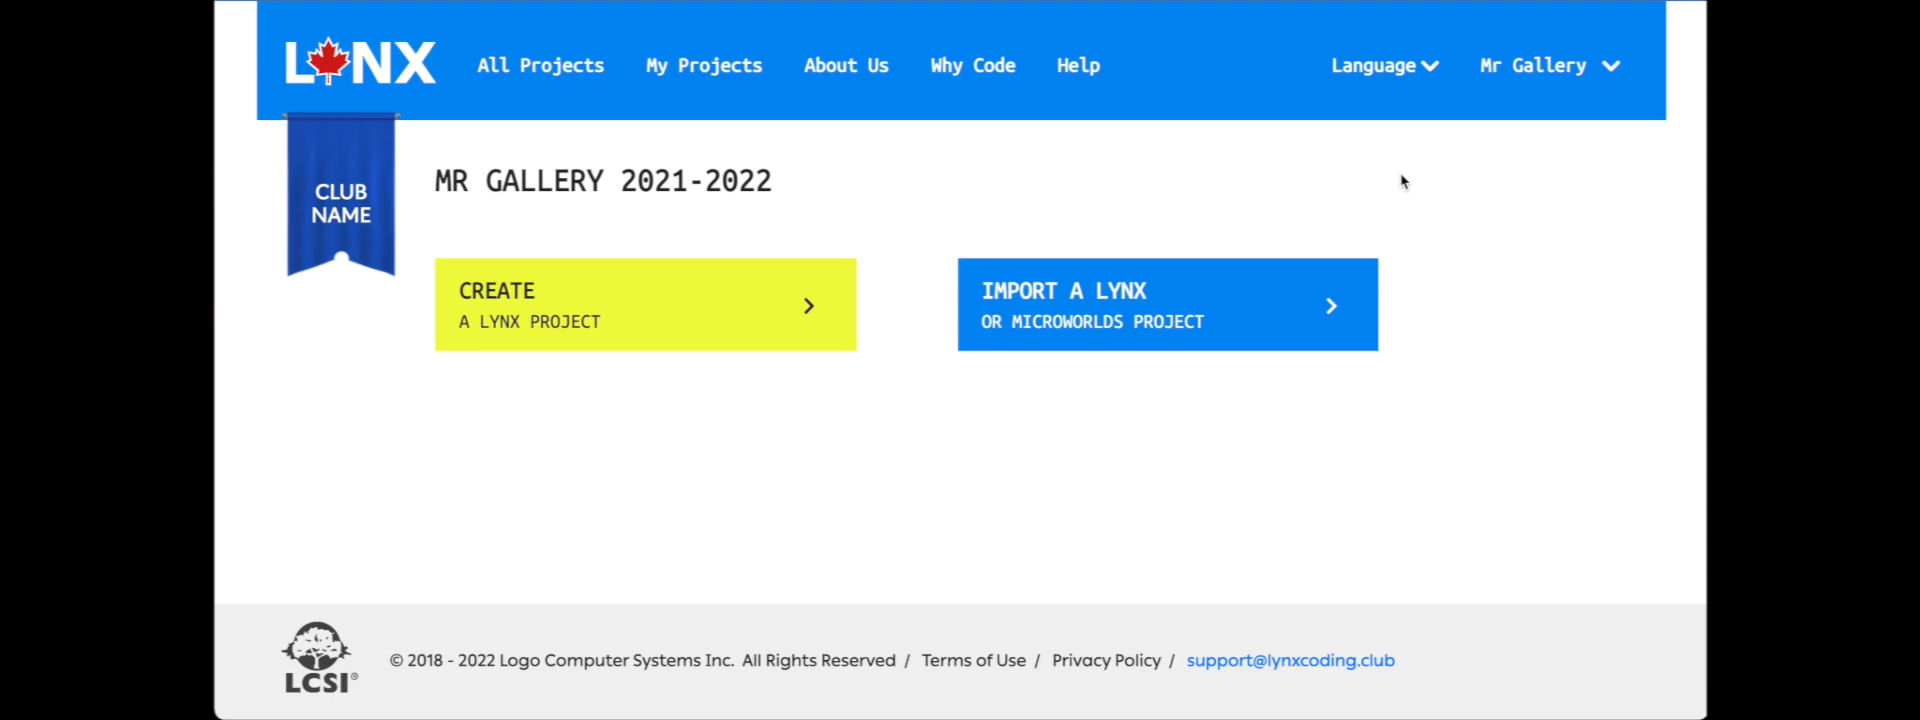 LYNX All Projects My Projects About Us Why Code Help Language Mr Gallery
CLUB
NAME
MR GALLERY 2021-2022
CREATE
A LYNX PROJECT
IMPORT A LYNX
OR MICROWORLDS PROJECT
LCSI®
© 2018 - 2022 Logo Computer Systems Inc. All Rights Reserved / Terms of Use / Privacy Policy / support@lynxcoding.club